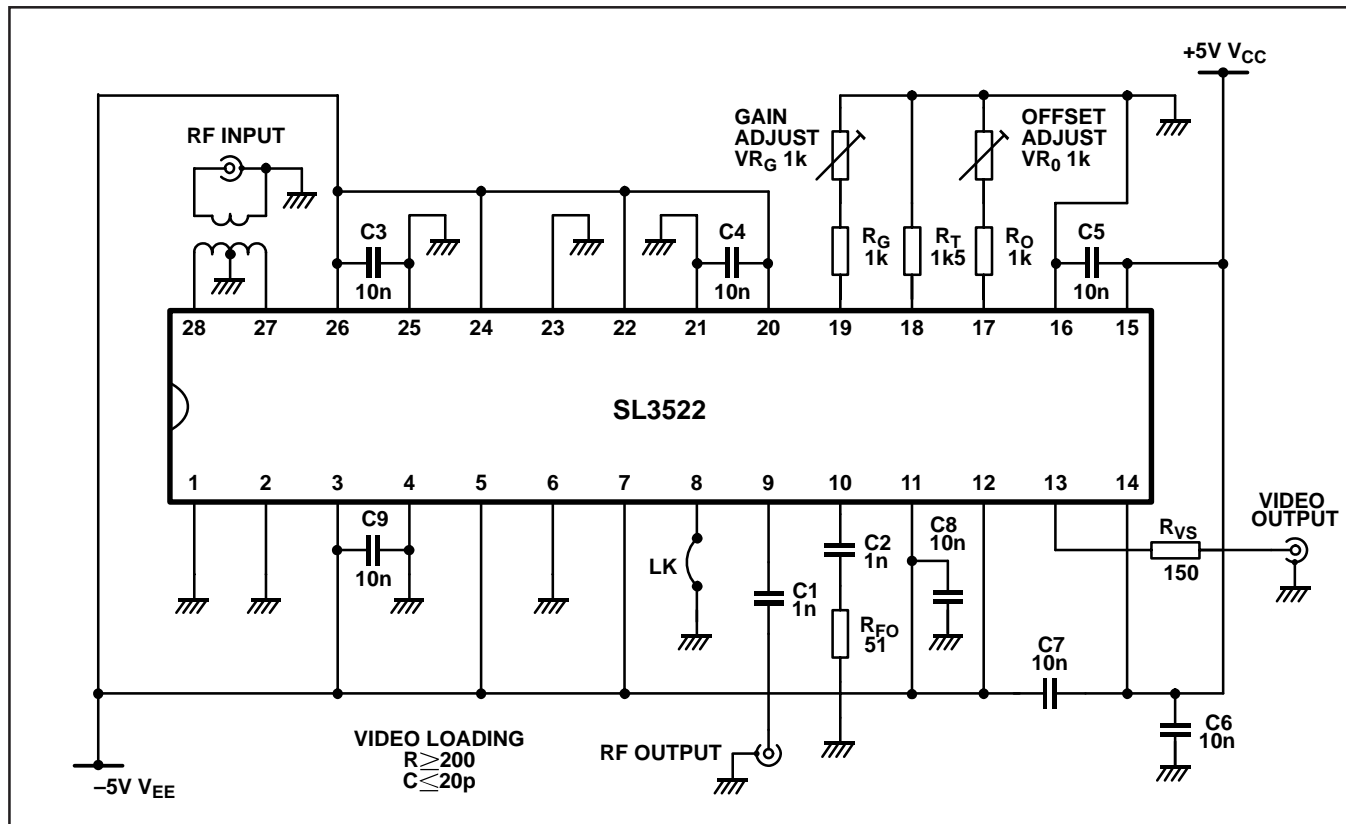 +5V VCC
RF INPUT
GAIN
ADJUST
VRG 1k
OFFSET
ADJUST
VR0 1k
C3
10n
C4
10n
RG
1k
RT
1k5
RO
1k
C5
10n
28 27 26 25 24 23 22 21 20 19 18 17 16 15
SL3522
1 2 3 4 5 6 7 8 9 10 11 12 13 14
C9
10n
LK
C1
1n
C2
1n
RFO
51
C8
10n
RVS
150
VIDEO
OUTPUT
C7
10n
C6
10n
VIDEO LOADING
R≥200
C≤20p
RF OUTPUT
–5V VEE